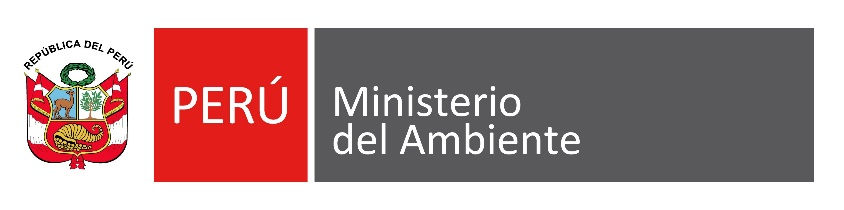 REPÚBLICA DEL PERÚ
PERÚ
Ministerio
del Ambiente